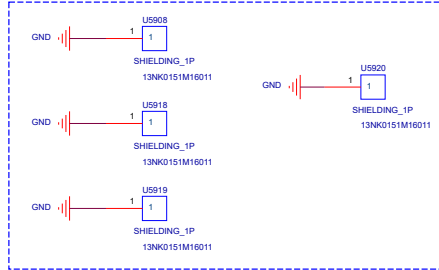 U5908
GND 1 1
SHIELDING_1P
13NK0151M16011
U5918
GND 1 1
SHIELDING_1P
13NK0151M16011
U5919
GND 1 1
SHIELDING_1P
13NK0151M16011
U5920
GND 1 1
SHIELDING_1P
13NK0151M16011